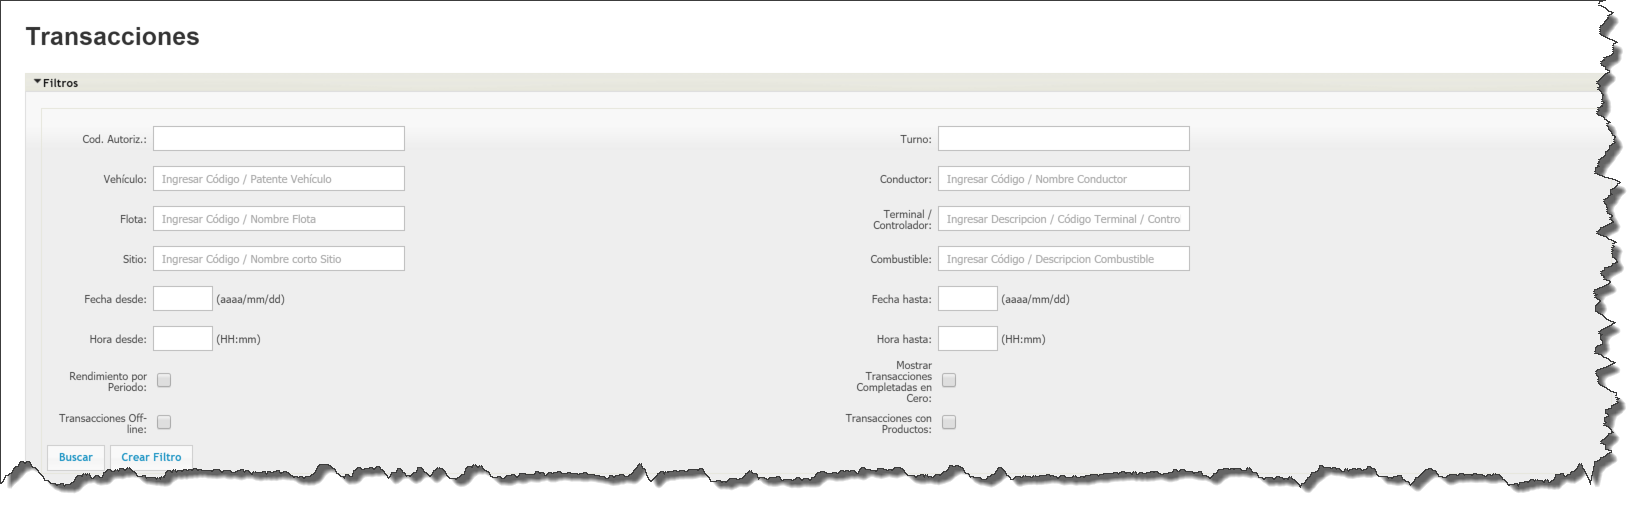 Transacciones
Filtros
Cod. Autoriz.:
Turno:
Vehículo: Ingresar Código / Patente Vehículo
Conductor: Ingresar Código / Nombre Conductor
Flota: Ingresar Código / Nombre Flota
Terminal /
Controlador: Ingresar Descripcion / Código Terminal / Contro
Sitio: Ingresar Código / Nombre corto Sitio
Combustible: Ingresar Código / Descripcion Combustible
Fecha desde: (aaaa/mm/dd)
Fecha hasta: (aaaa/mm/dd)
Hora desde: (HH:mm)
Hora hasta: (HH:mm)
Rendimiento por
Periodo:
Mostrar
Transacciones
Completadas en
Cero:
Transacciones Off-
line:
Transacciones con
Productos:
Buscar Crear Filtro